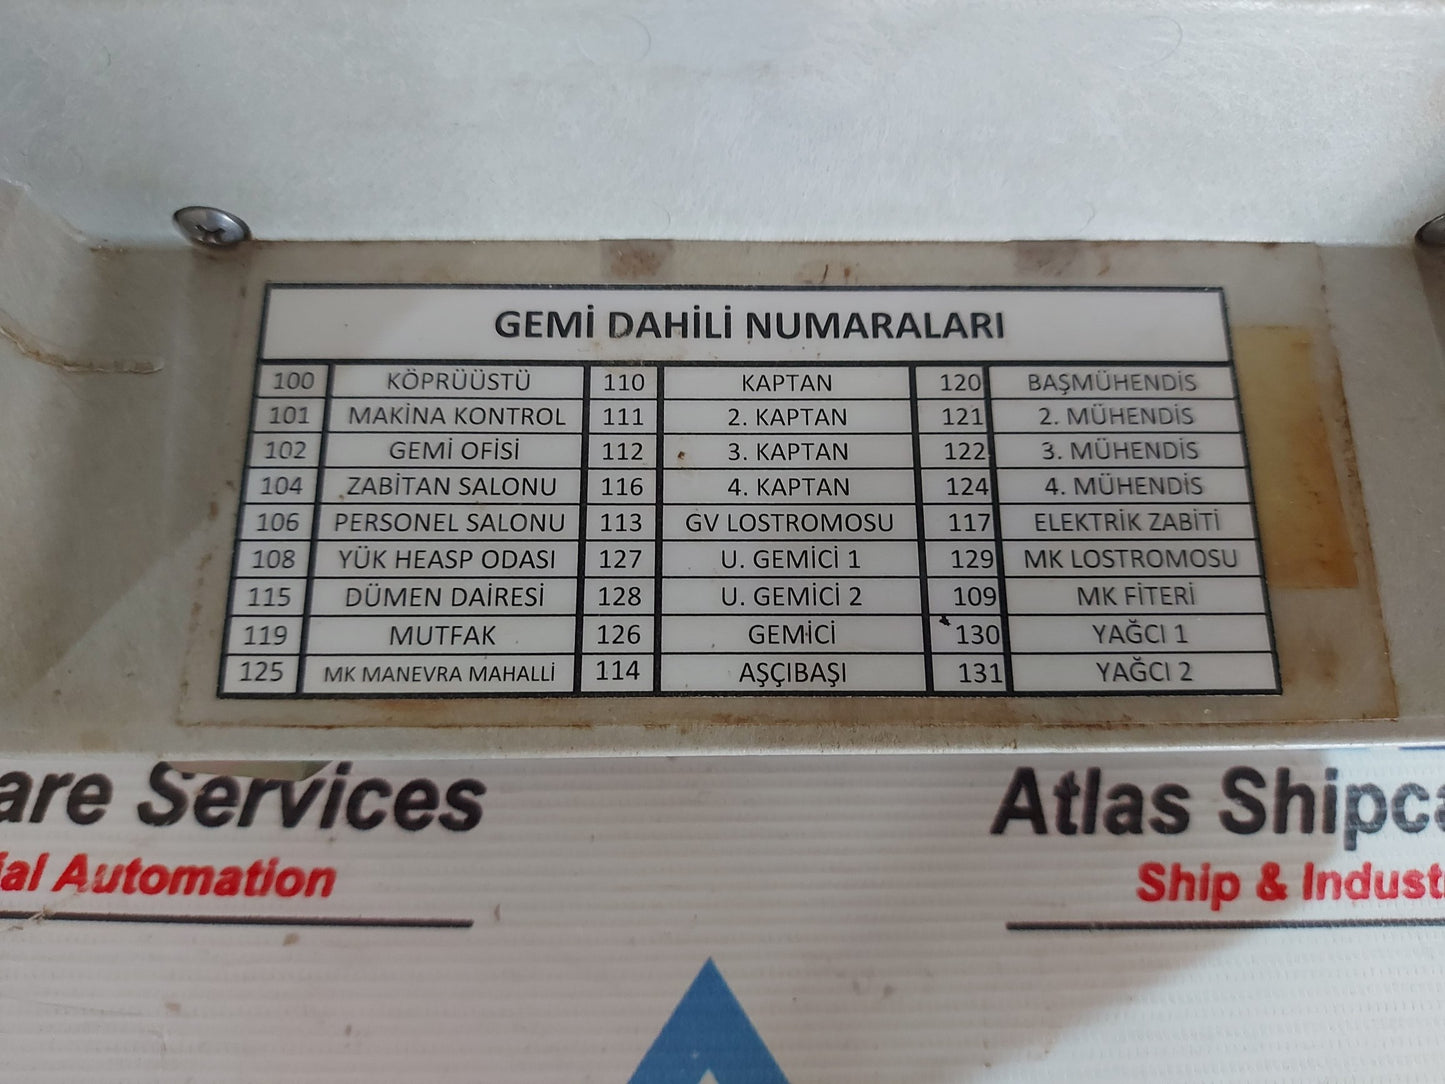 GEMİ DAHİLİ NUMARALARI
100 KÖPRÜÜSTÜ 110 KAPTAN 120 BAŞMÜHENDİS
101 MAKİNA KONTROL 111 2. KAPTAN 121 2. MÜHENDİS
102 GEMİ OFİSİ 112 3. KAPTAN 122 3. MÜHENDİS
104 ZABİTAN SALONU 116 4. KAPTAN 124 4. MÜHENDİS
106 PERSONEL SALONU 113 GV LOSTROMOSU 117 ELEKTRİK ZABİTİ
108 YÜK HEASP ODASI 127 U. GEMİCİ 1 129 MK LOSTROMOSU
115 DÜMEN DAİRESİ 128 U. GEMİCİ 2 109 MK FİTERİ
119 MUTFAK 126 GEMİCİ 130 YAĞCI 1
125 MK MANEVRA MAHALLİ 114 AŞÇIBAŞI 131 YAĞCI 2
are Services Atlas Shipca
ial Automation Ship & Industri